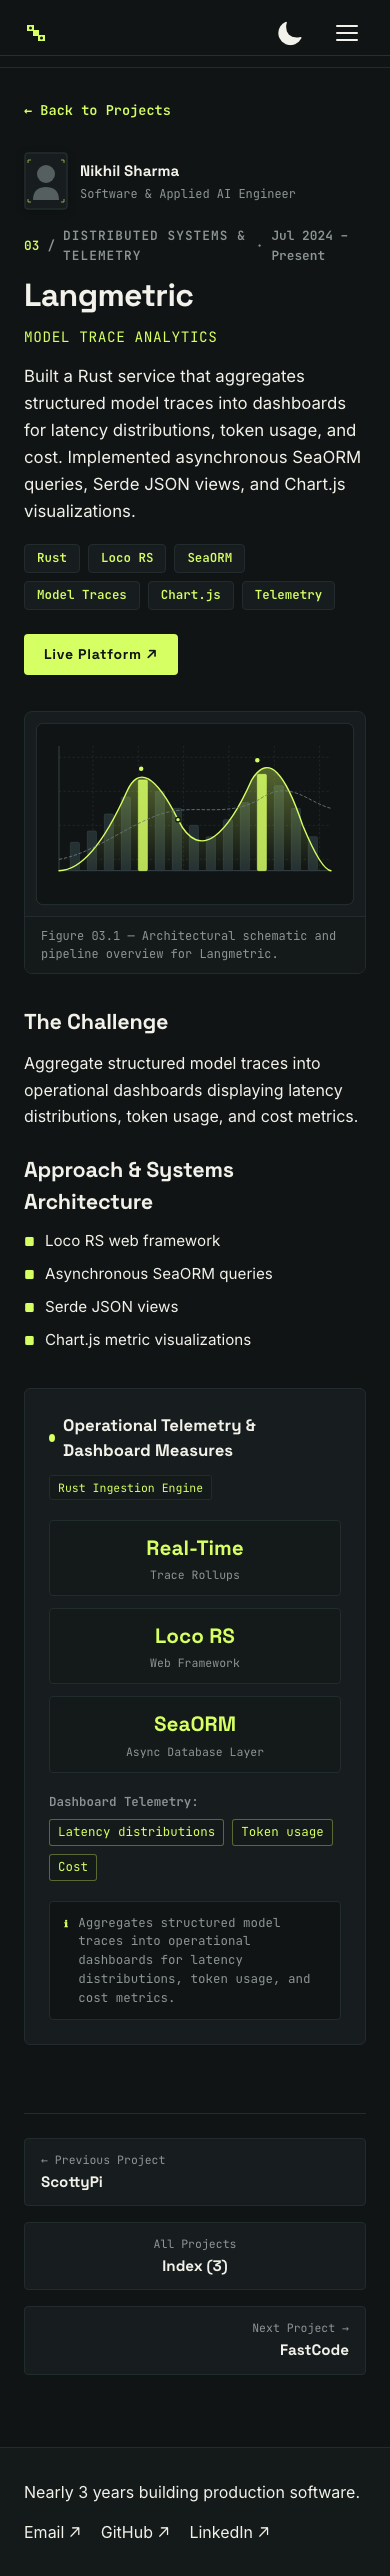 ← Back to Projects
Nikhil Sharma
Software & Applied AI Engineer
03 / DISTRIBUTED SYSTEMS & TELEMETRY · Jul 2024 – Present
Langmetric
MODEL TRACE ANALYTICS
Built a Rust service that aggregates
structured model traces into dashboards
for latency distributions, token usage, and
cost. Implemented asynchronous SeaORM
queries, Serde JSON views, and Chart.js
visualizations.
Rust Loco RS SeaORM
Model Traces Chart.js Telemetry
Live Platform ↗
Figure 03.1 — Architectural schematic and
pipeline overview for Langmetric.
The Challenge
Aggregate structured model traces into
operational dashboards displaying latency
distributions, token usage, and cost metrics.
Approach & Systems
Architecture
Loco RS web framework
Asynchronous SeaORM queries
Serde JSON views
Chart.js metric visualizations
Operational Telemetry &
Dashboard Measures
Rust Ingestion Engine
Real-Time
Trace Rollups
Loco RS
Web Framework
SeaORM
Async Database Layer
Dashboard Telemetry:
Latency distributions Token usage
Cost
ℹ Aggregates structured model
traces into operational
dashboards for latency
distributions, token usage, and
cost metrics.
← Previous Project
ScottyPi
All Projects
Index (3)
Next Project →
FastCode
Nearly 3 years building production software.
Email ↗ GitHub ↗ LinkedIn ↗